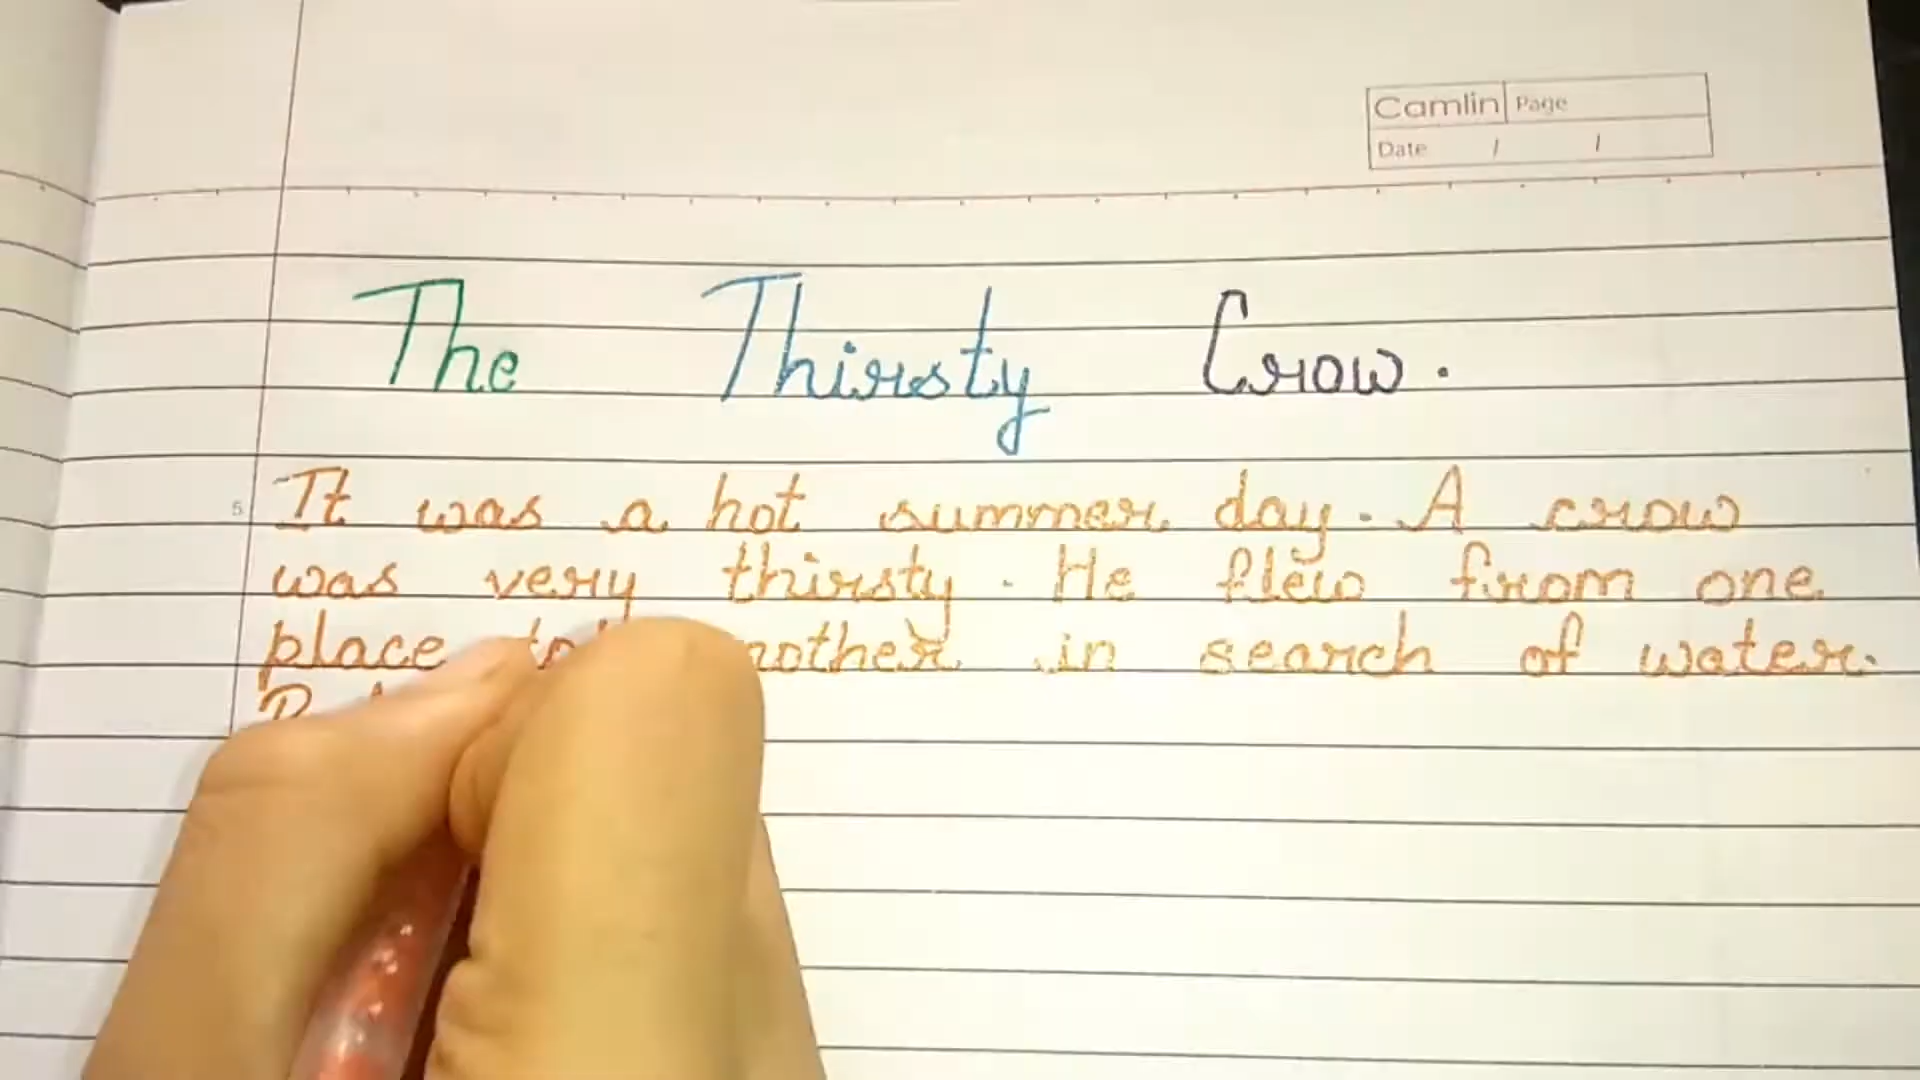 Camlin Page
Date / /
The Thirsty Crow.
5 It was a hot summer day. A crow
was very thirsty. He flew from one
place in search of water.